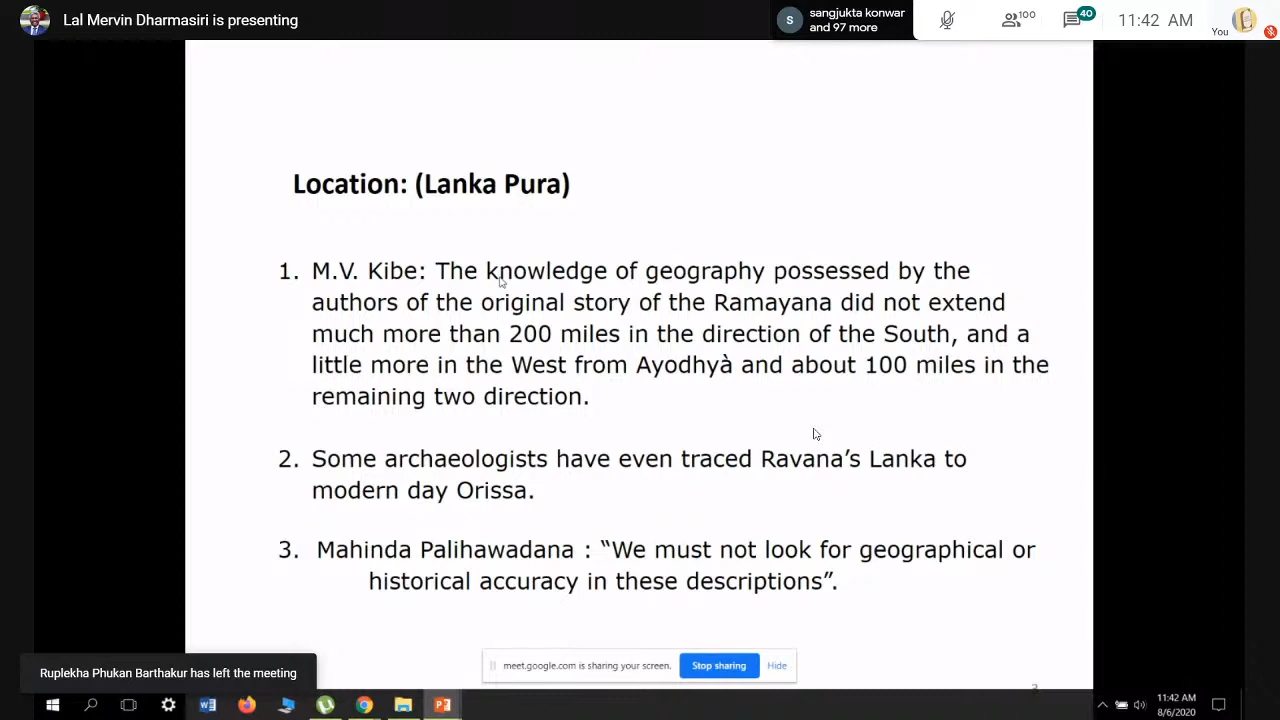 Lal Mervin Dharmasiri is presenting
S
sangjukta konwar
and 97 more
100
40
11:42 AM
You
Location: (Lanka Pura)
1. M.V. Kibe: The knowledge of geography possessed by the
authors of the original story of the Ramayana did not extend
much more than 200 miles in the direction of the South, and a
little more in the West from Ayodhyà and about 100 miles in the
remaining two direction.
2. Some archaeologists have even traced Ravana’s Lanka to
modern day Orissa.
3. Mahinda Palihawadana : “We must not look for geographical or
historical accuracy in these descriptions”.
Ruplekha Phukan Barthakur has left the meeting
meet.google.com is sharing your screen.
Stop sharing
Hide
3
11:42 AM
8/6/2020